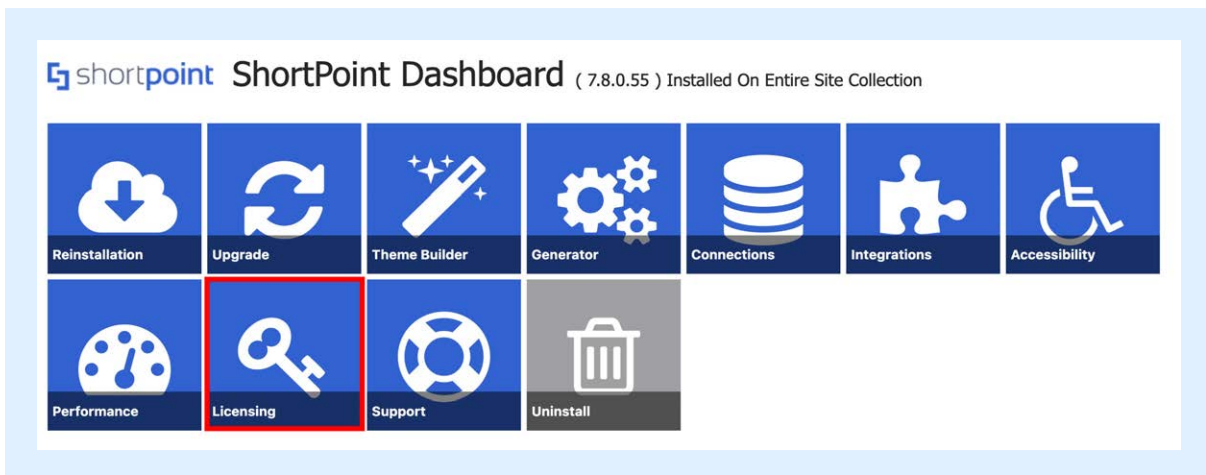 shortpoint ShortPoint Dashboard ( 7.8.0.55 ) Installed On Entire Site Collection
Reinstallation Upgrade Theme Builder Generator Connections Integrations Accessibility
Performance Licensing Support Uninstall